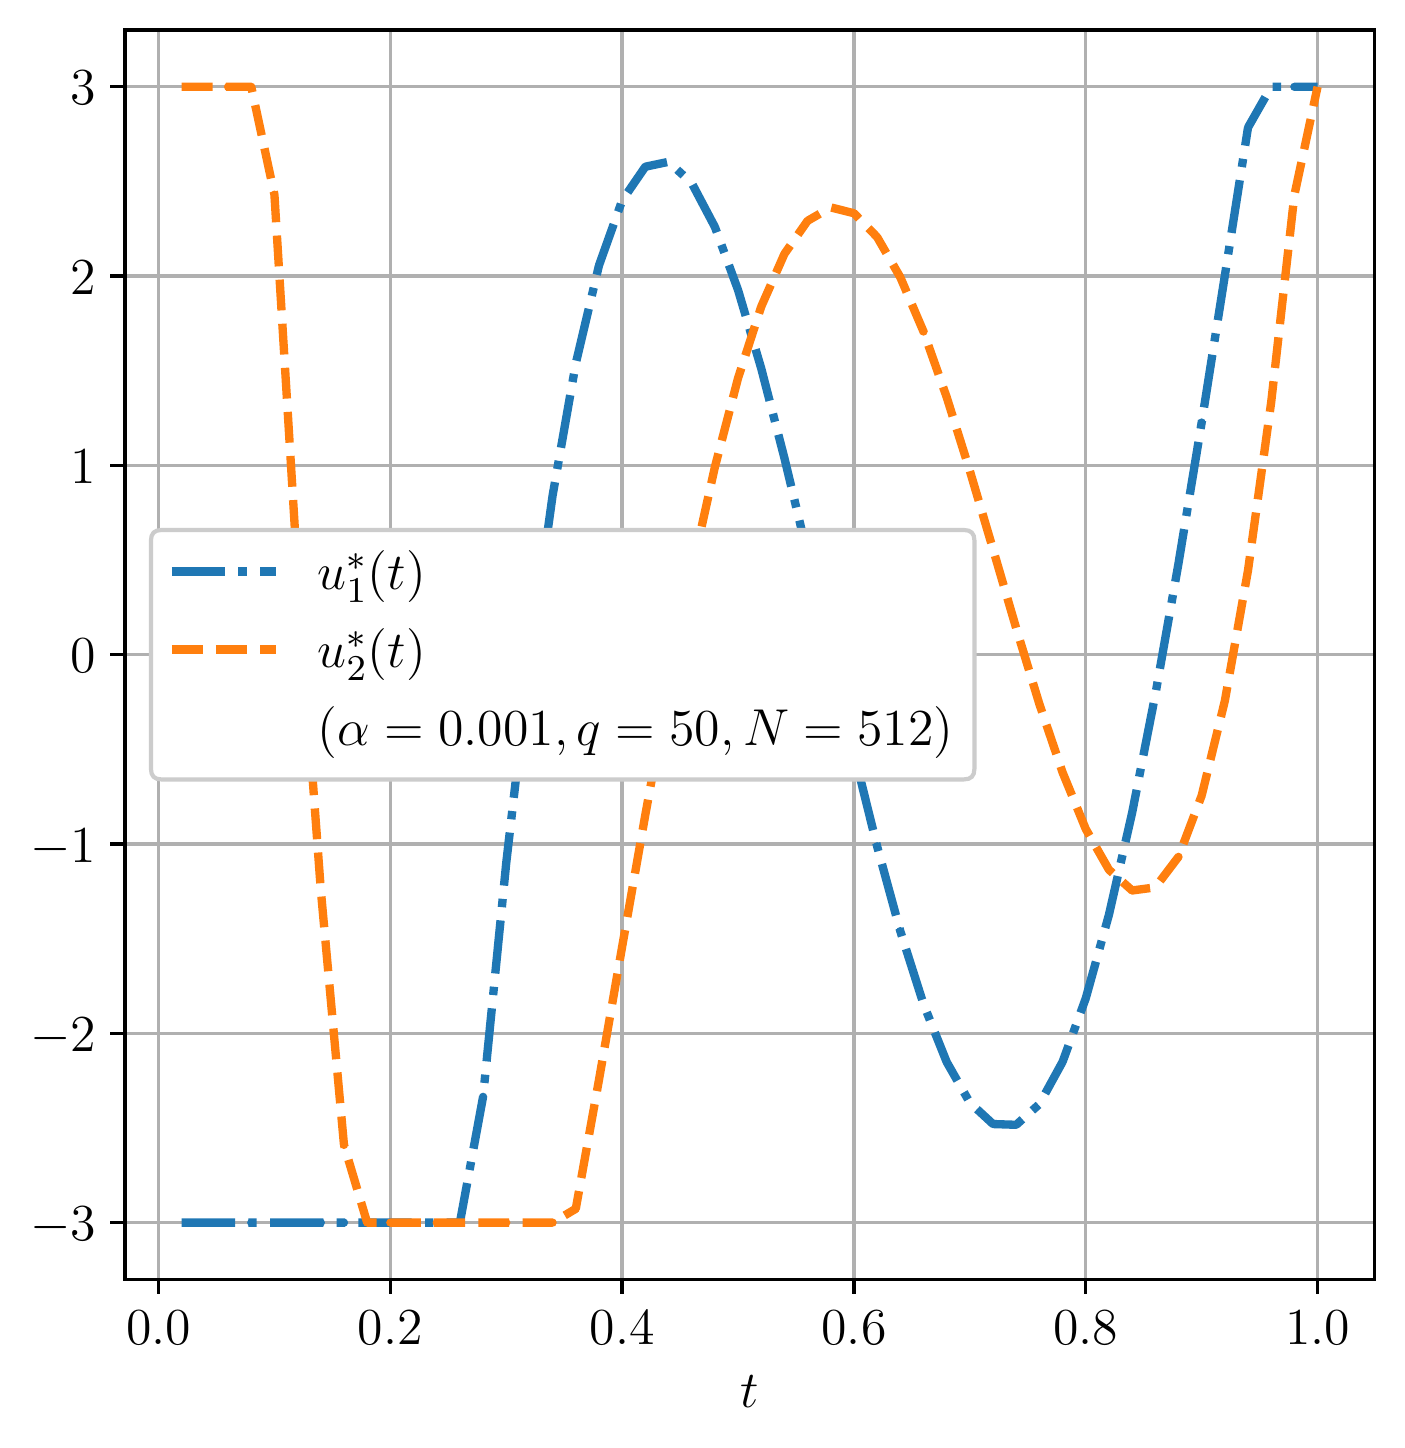 3
2
1
0
−1
−2
−3
u₁*(t)
u₂*(t)
(α = 0.001, q = 50, N = 512)
0.0 0.2 0.4 0.6 0.8 1.0
t